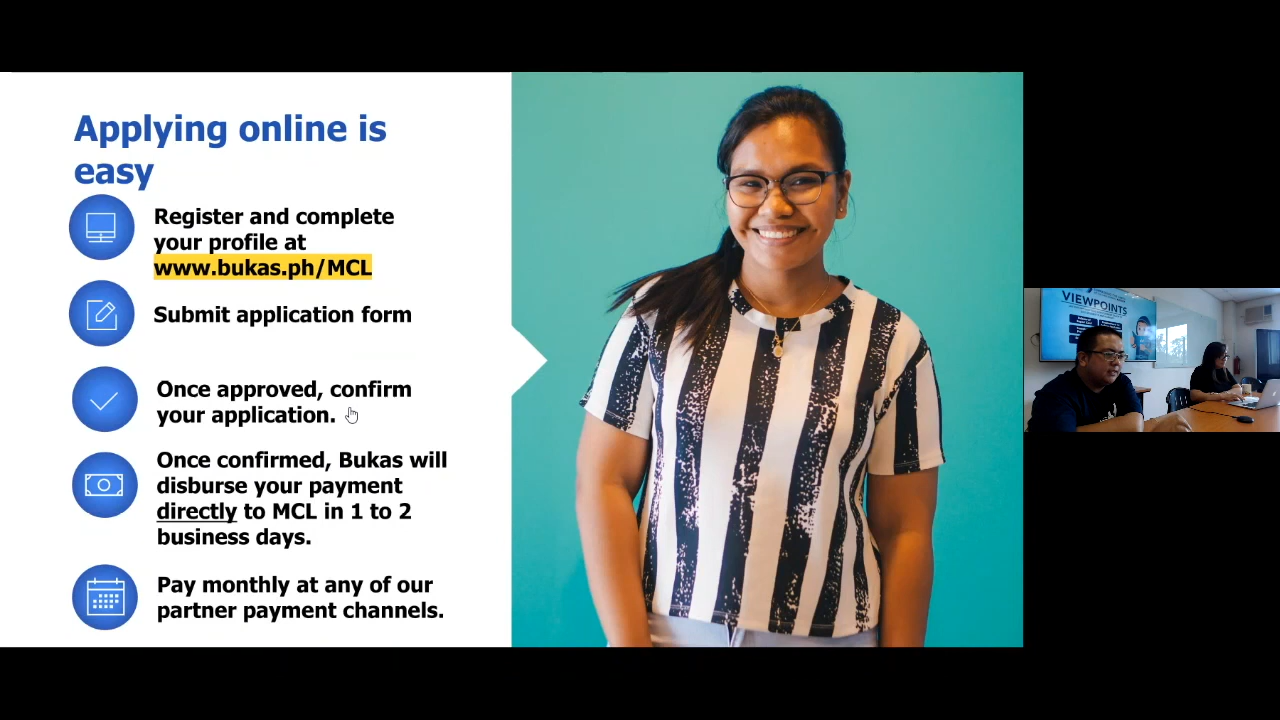 Applying online is
easy
Register and complete
your profile at
www.bukas.ph/MCL
Submit application form
Once approved, confirm
your application.
Once confirmed, Bukas will
disburse your payment
directly to MCL in 1 to 2
business days.
Pay monthly at any of our
partner payment channels.
VIEWPOINTS